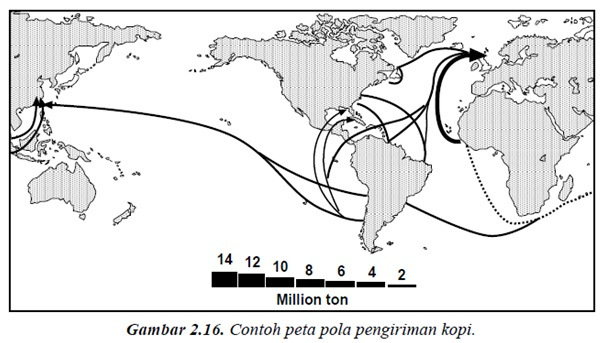 14 12 10 8 6 4 2
Million ton
Gambar 2.16. Contoh peta pola pengiriman kopi.